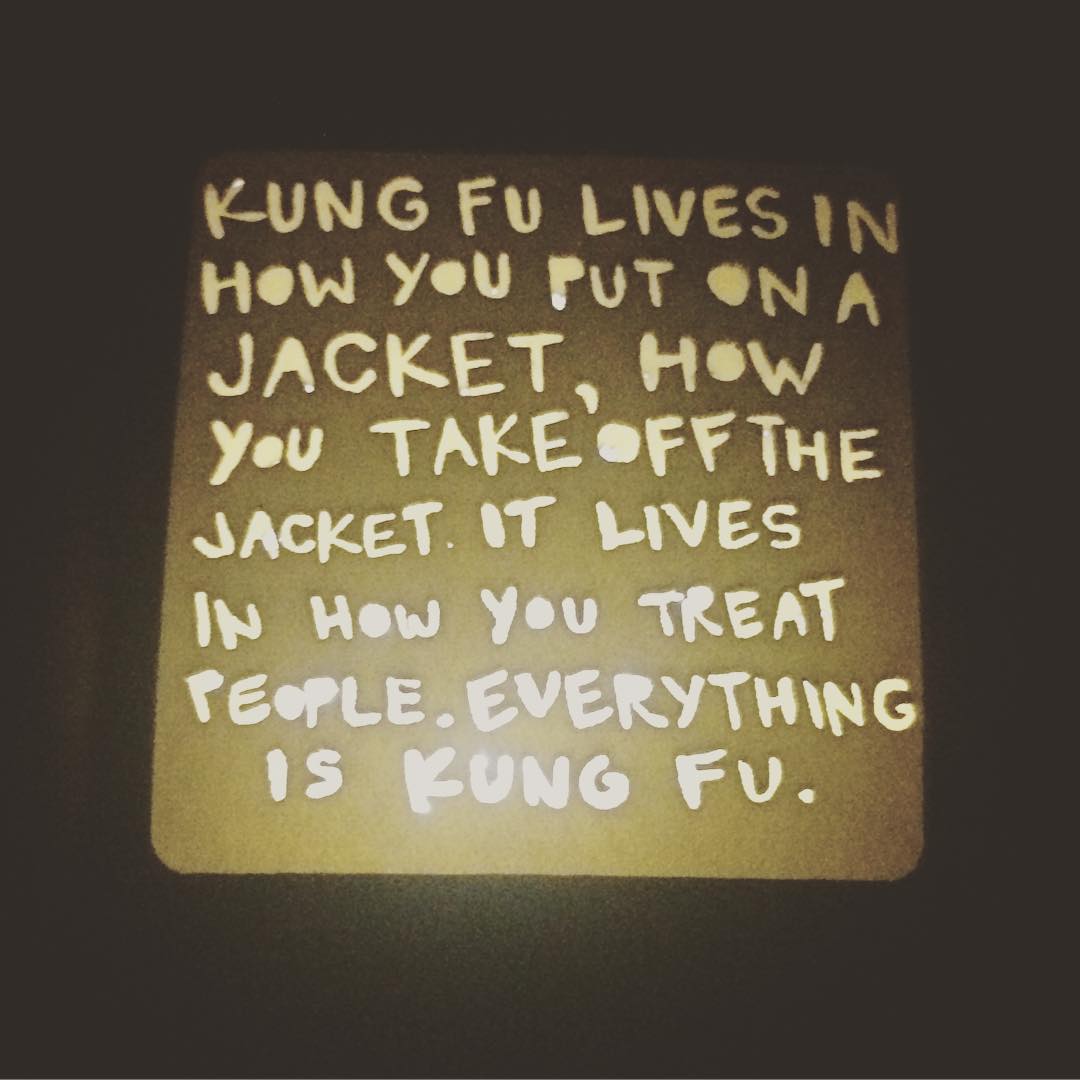 KUNG FU LIVES IN
HOW YOU PUT ON A
JACKET, HOW
YOU TAKE OFF THE
JACKET. IT LIVES
IN HOW YOU TREAT
PEOPLE. EVERYTHING
IS KUNG FU.